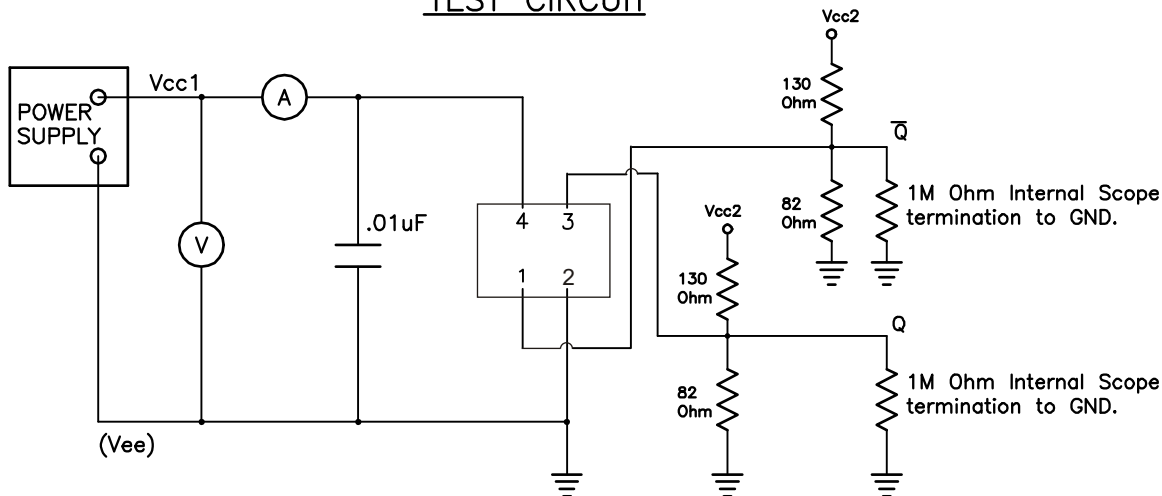 TEST CIRCUIT
Vcc2
Vcc1
A
130
Ohm
POWER
SUPPLY
Q̅
1M Ohm Internal Scope
termination to GND.
82
Ohm
4
3
Vcc2
.01uF
V
1
2
130
Ohm
Q
1M Ohm Internal Scope
termination to GND.
82
Ohm
(Vee)